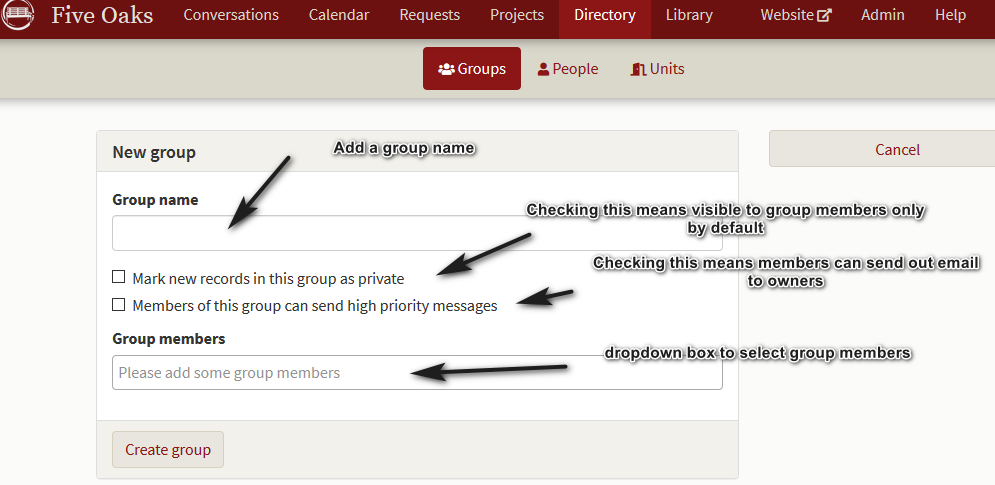 Five Oaks Conversations Calendar Requests Projects Directory Library Website Admin Help
Groups People Units
New group
Add a group name
Cancel
Group name
Checking this means visible to group members only
by default
Mark new records in this group as private
Checking this means members can send out email
to owners
Members of this group can send high priority messages
Group members
dropdown box to select group members
Please add some group members
Create group